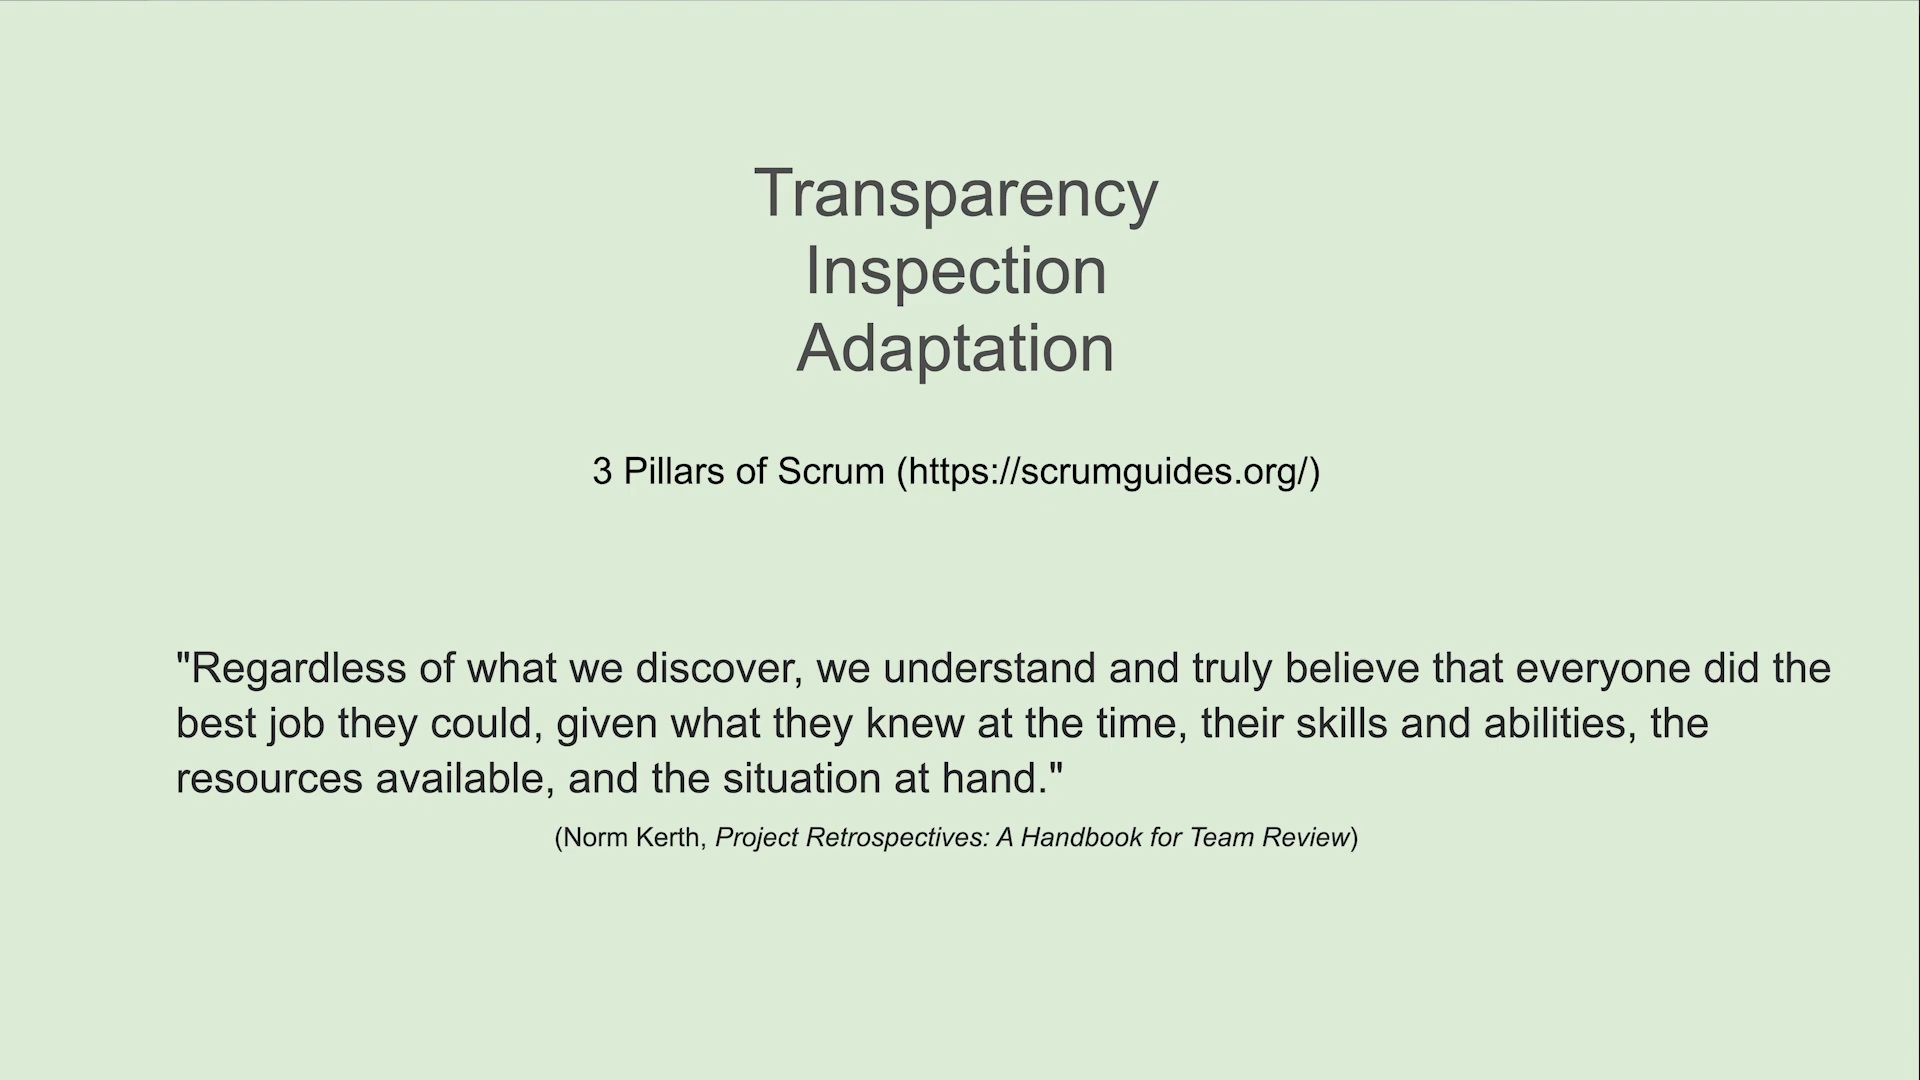 Transparency
Inspection
Adaptation
3 Pillars of Scrum (https://scrumguides.org/)
"Regardless of what we discover, we understand and truly believe that everyone did the
best job they could, given what they knew at the time, their skills and abilities, the
resources available, and the situation at hand."
(Norm Kerth, Project Retrospectives: A Handbook for Team Review)